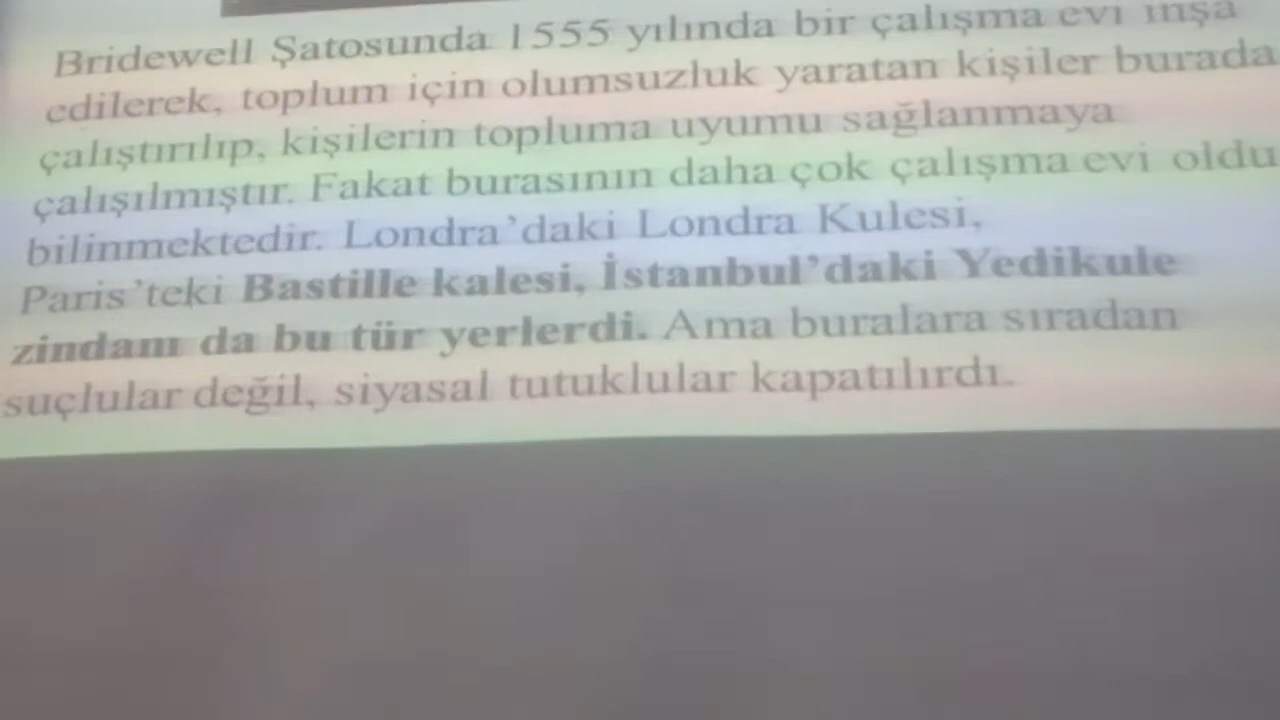 Bridewell Şatosunda 1555 yılında bir çalışma evi inşa
edilerek, toplum için olumsuzluk yaratan kişiler burada
çalıştırılıp, kişilerin topluma uyumu sağlanmaya
çalışılmıştır. Fakat burasının daha çok çalışma evi oldu
bilinmektedir. Londra'daki Londra Kulesi,
Paris'teki Bastille kalesi, İstanbul'daki Yedikule
zindanı da bu tür yerlerdi. Ama buralara sıradan
suçlular değil, siyasal tutuklular kapatılırdı.